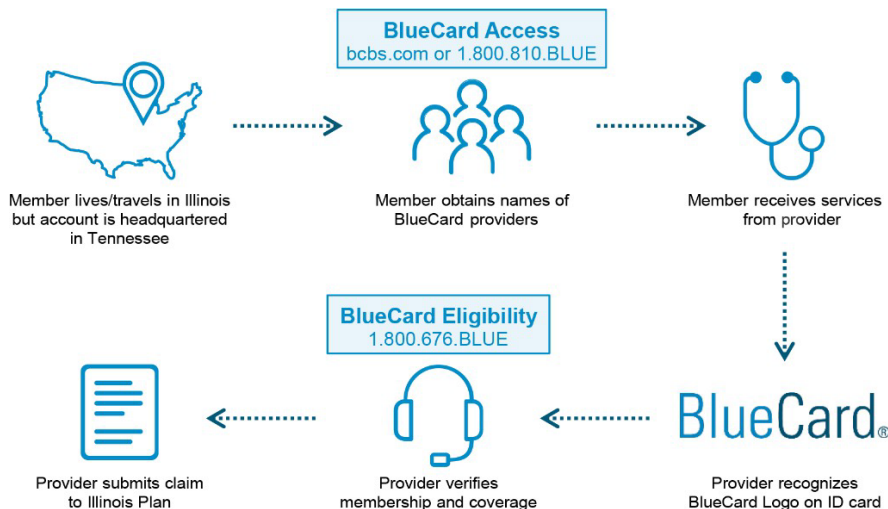 BlueCard Access
bcbs.com or 1.800.810.BLUE
Member lives/travels in Illinois
but account is headquartered
in Tennessee
Member obtains names of
BlueCard providers
Member receives services
from provider
BlueCard Eligibility
1.800.676.BLUE
BlueCard®
Provider recognizes
BlueCard Logo on ID card
Provider verifies
membership and coverage
Provider submits claim
to Illinois Plan